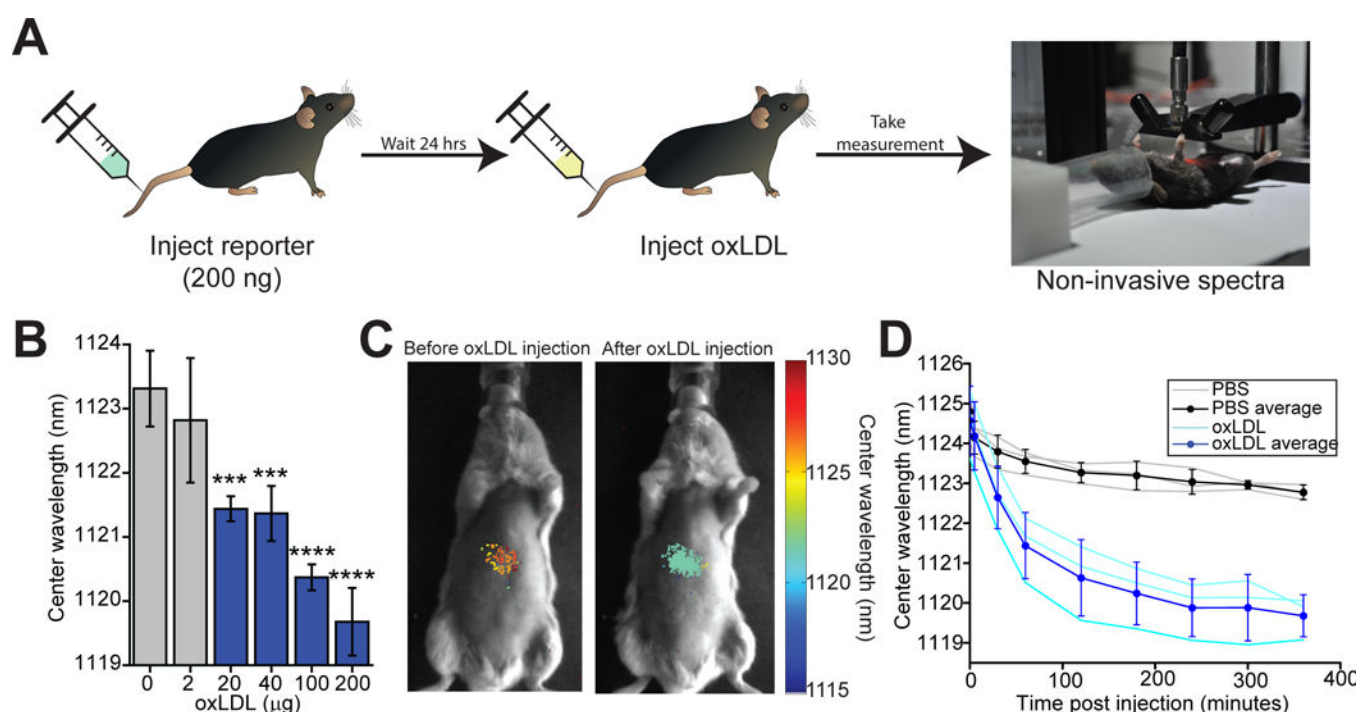 A
Wait 24 hrs
Take
measurement
Inject reporter
(200 ng)
Inject oxLDL
Non-invasive spectra
B
Center wavelength (nm)
1124
1123
1122
1121
1120
1119
***
***
****
****
0 2 20 40 100 200
oxLDL (µg)
C
Before oxLDL injection
After oxLDL injection
1130
1125
1120
1115
Center wavelength (nm)
D
Center wavelength (nm)
1126
1125
1124
1123
1122
1121
1120
1119
PBS
PBS average
oxLDL
oxLDL average
0 100 200 300 400
Time post injection (minutes)